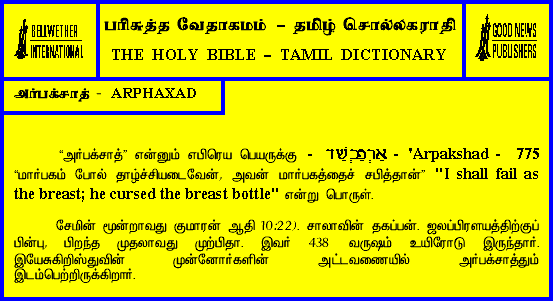 BELLWETHER
INTERNATIONAL
பரிசுத்த வேதாகமம் – தமிழ் சொல்லகராதி
THE HOLY BIBLE – TAMIL DICTIONARY
GOOD NEWS
PUBLISHERS
அர்பக்சாத் - ARPHAXAD
“அர்பக்சாத்” என்னும் எபிரெய பெயருக்கு - אַרְפַּכְשַׁד - 'Arpakshad - 775
“மார்பகம் போல் தாழ்ச்சியடைவேன், அவன் மார்பகத்தைச் சபித்தான்” "I shall fail as
the breast; he cursed the breast bottle" என்று பொருள்.
சேமின் மூன்றாவது குமாரன் ஆதி 10:22). சாலாவின் தகப்பன். ஜலப்பிரளயத்திற்குப்
பின்பு, பிறந்த முதலாவது முற்பிதா. இவர் 438 வருஷம் உயிரோடு இருந்தார்.
இயேசுகிறிஸ்துவின் முன்னோர்களின் அட்டவணையில் அர்பக்சாத்தும்
இடம்பெற்றிருக்கிறார்.